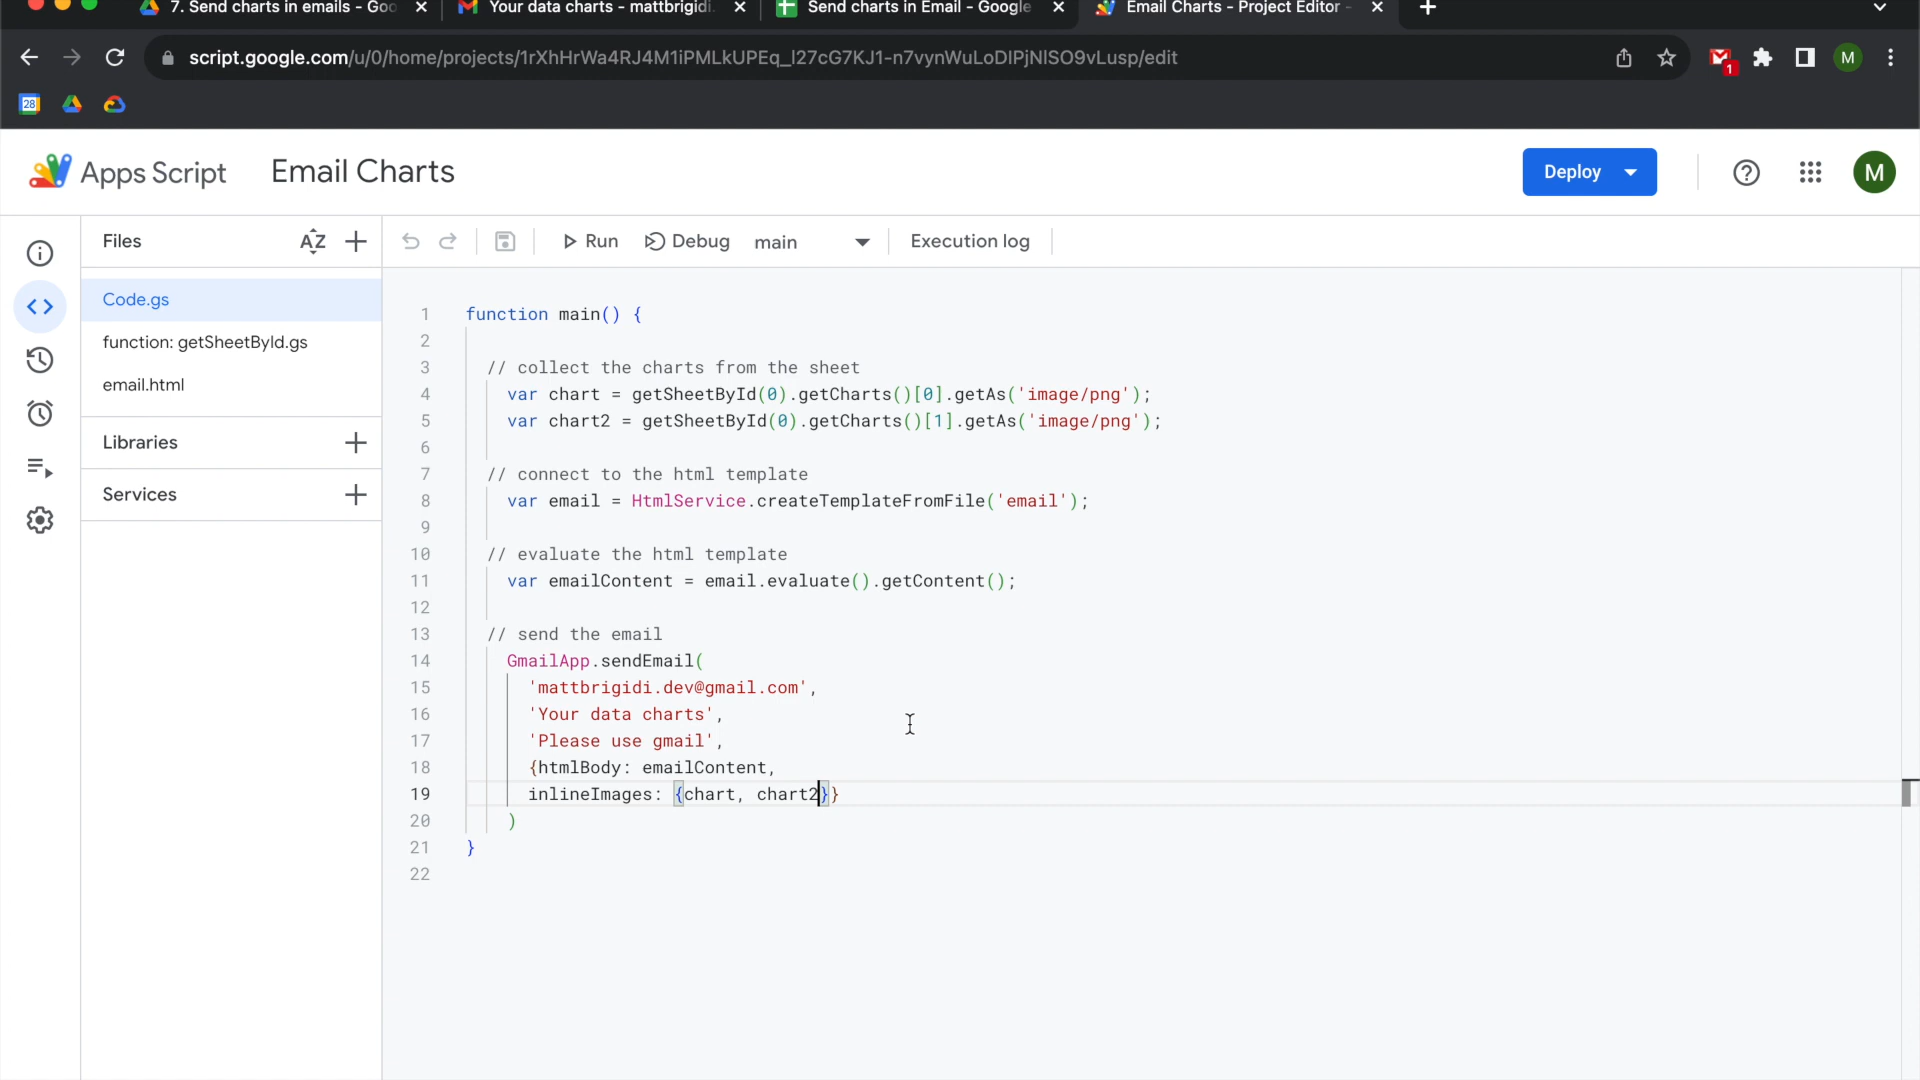 7. Send charts in emails - Goo
Your data charts - mattbrigidi.
Send charts in Email - Google
Email Charts - Project Editor -
script.google.com/u/0/home/projects/1rXhHrWa4RJ4M1iPMLkUPEq_l27cG7KJ1-n7vynWuLoDIPjNlSO9vLusp/edit
1
M
28
Apps Script
Email Charts
Deploy
M
Files
AZ
Run
Debug
main
Execution log
Code.gs
function: getSheetById.gs
email.html
Libraries
Services
1 function main() {
2
3 // collect the charts from the sheet
4 var chart = getSheetById(0).getCharts()[0].getAs('image/png');
5 var chart2 = getSheetById(0).getCharts()[1].getAs('image/png');
6
7 // connect to the html template
8 var email = HtmlService.createTemplateFromFile('email');
9
10 // evaluate the html template
11 var emailContent = email.evaluate().getContent();
12
13 // send the email
14 GmailApp.sendEmail(
15 'mattbrigidi.dev@gmail.com',
16 'Your data charts',
17 'Please use gmail',
18 {htmlBody: emailContent,
19 inlineImages: {chart, chart2}}
20 )
21 }
22